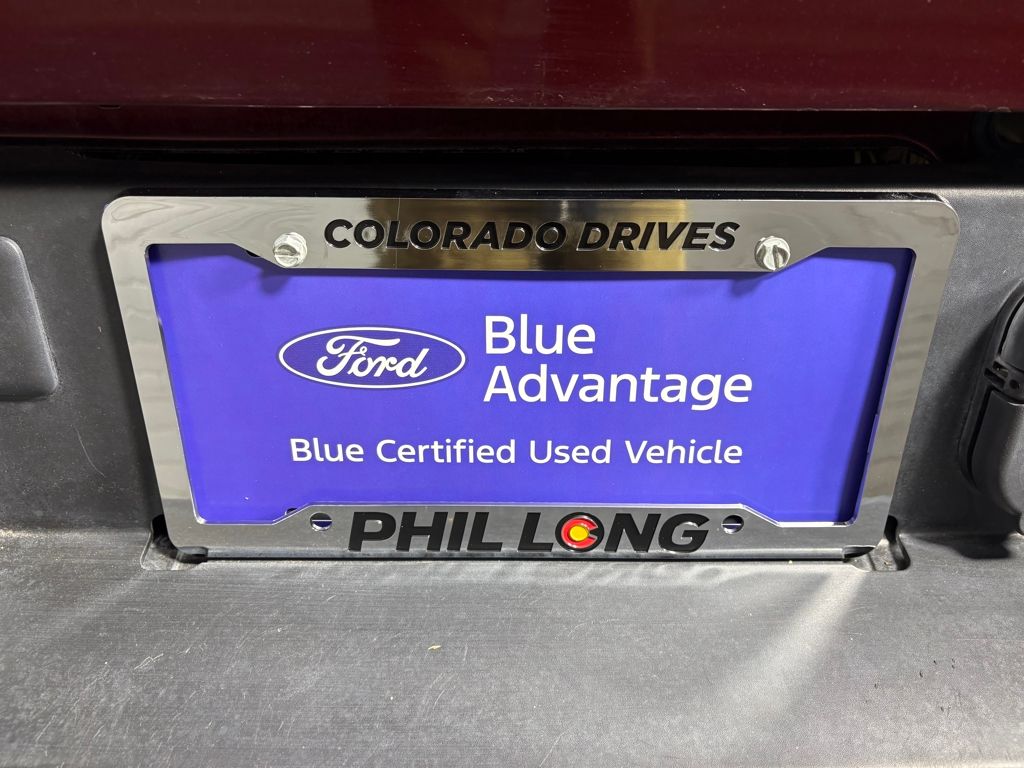 COLORADO DRIVES
Ford
Blue
Advantage
Blue Certified Used Vehicle
PHIL LONG